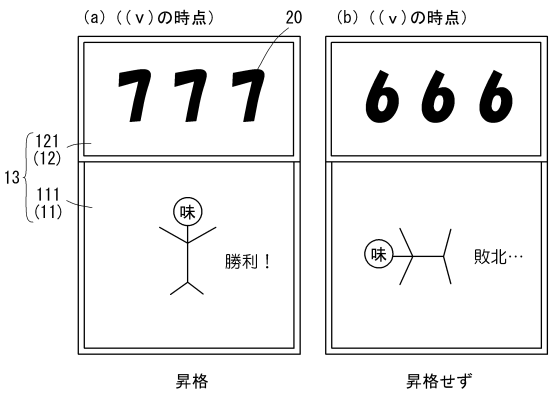 (a) ((v)の時点)
20
777
121
(12)
13
111
(11)
味
勝利！
昇格
(b) ((v)の時点)
666
味
敗北…
昇格せず